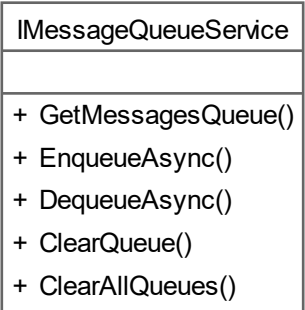 IMessageQueueService
+ GetMessagesQueue()
+ EnqueueAsync()
+ DequeueAsync()
+ ClearQueue()
+ ClearAllQueues()